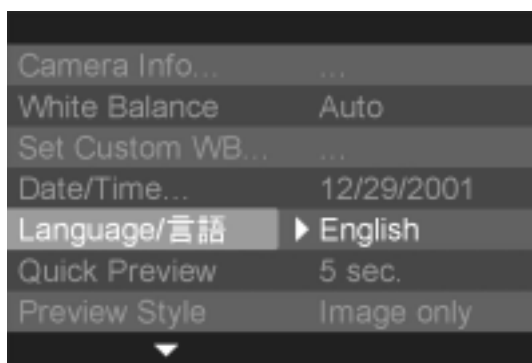 Camera Info... ...
White Balance Auto
Set Custom WB... ...
Date/Time... 12/29/2001
Language/言語 English
Quick Preview 5 sec.
Preview Style Image only